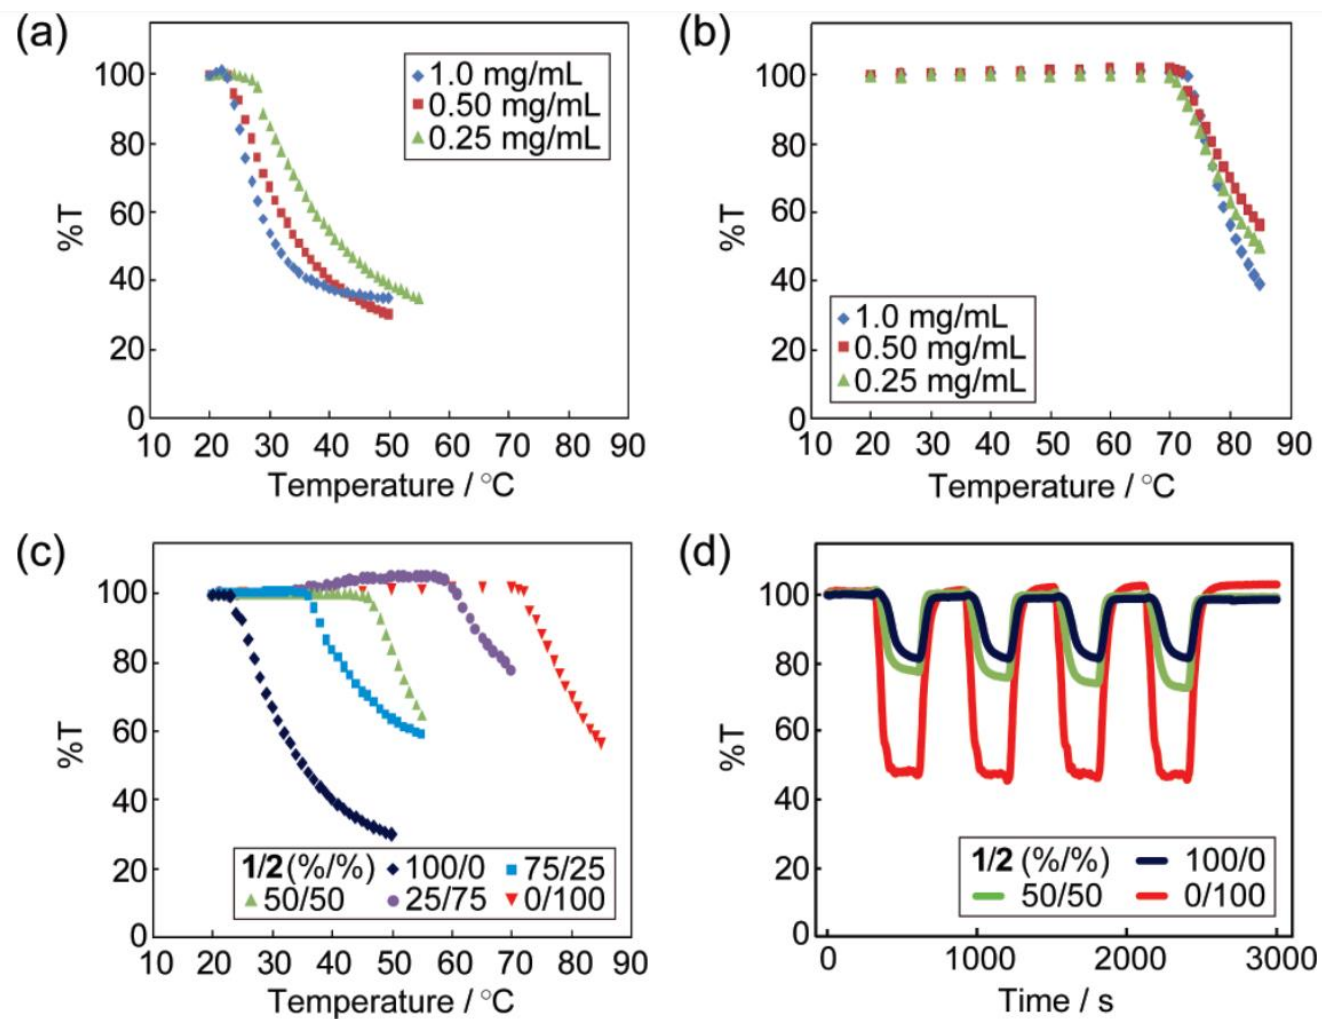 (a)
100
80
60
40
20
0
%T
1.0 mg/mL
0.50 mg/mL
0.25 mg/mL
10 20 30 40 50 60 70 80 90
Temperature / °C
(b)
100
80
60
40
20
0
%T
1.0 mg/mL
0.50 mg/mL
0.25 mg/mL
10 20 30 40 50 60 70 80 90
Temperature / °C
(c)
100
80
60
40
20
0
%T
1/2 (%/%) 100/0 75/25
50/50 25/75 0/100
10 20 30 40 50 60 70 80 90
Temperature / °C
(d)
100
80
60
40
20
0
%T
1/2 (%/%) 100/0
50/50 0/100
0 1000 2000 3000
Time / s